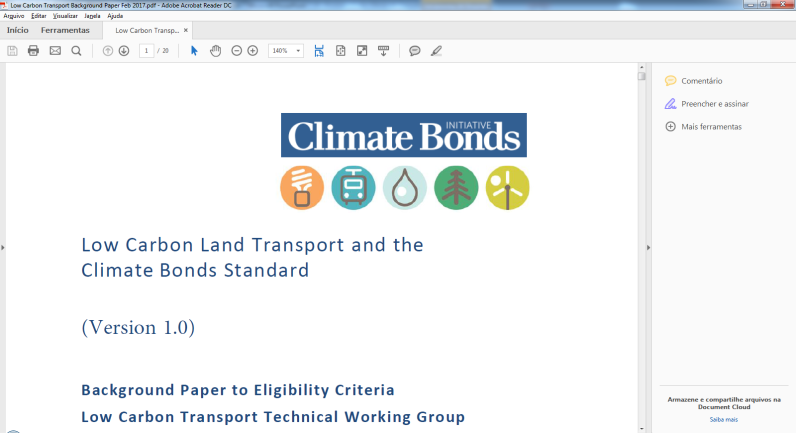 Low Carbon Transport Background Paper Feb 2017.pdf - Adobe Acrobat Reader DC
Arquivo Editar Visualizar Janela Ajuda
Início Ferramentas Low Carbon Transp... ×
1 / 20 140%
Comentário
Preencher e assinar
Mais ferramentas
INITIATIVE
Climate Bonds
Low Carbon Land Transport and the
Climate Bonds Standard
(Version 1.0)
Background Paper to Eligibility Criteria
Low Carbon Transport Technical Working Group
Armazene e compartilhe arquivos na
Document Cloud
Saiba mais